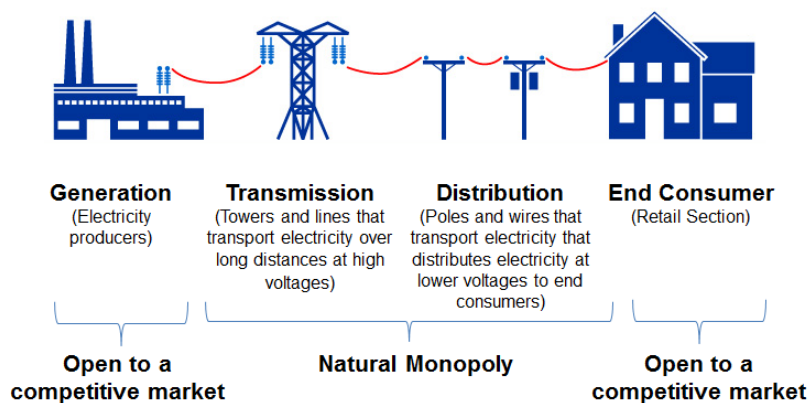 Generation
(Electricity
producers)
Transmission
(Towers and lines that
transport electricity over
long distances at high
voltages)
Distribution
(Poles and wires that
transport electricity that
distributes electricity at
lower voltages to end
consumers)
End Consumer
(Retail Section)
Open to a
competitive market
Natural Monopoly
Open to a
competitive market